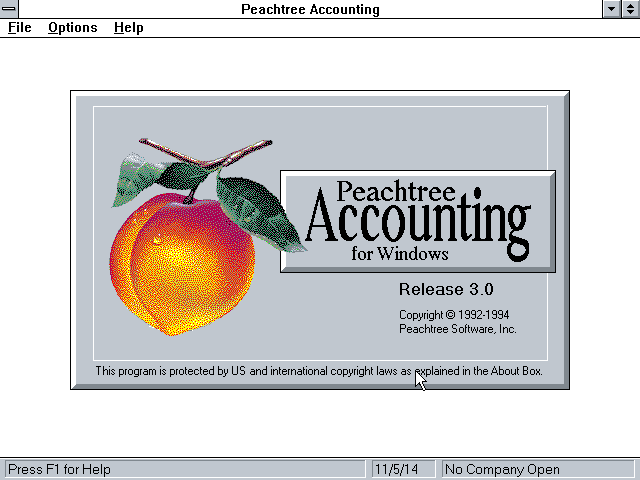 Peachtree Accounting
File Options Help
Peachtree
Accounting
for Windows
Release 3.0
Copyright © 1992-1994
Peachtree Software, Inc.
This program is protected by US and international copyright laws as explained in the About Box.
Press F1 for Help 11/5/14 No Company Open